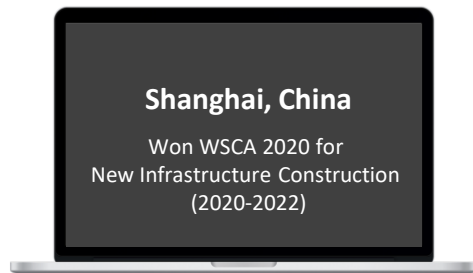 Shanghai, China
Won WSCA 2020 for
New Infrastructure Construction
(2020-2022)